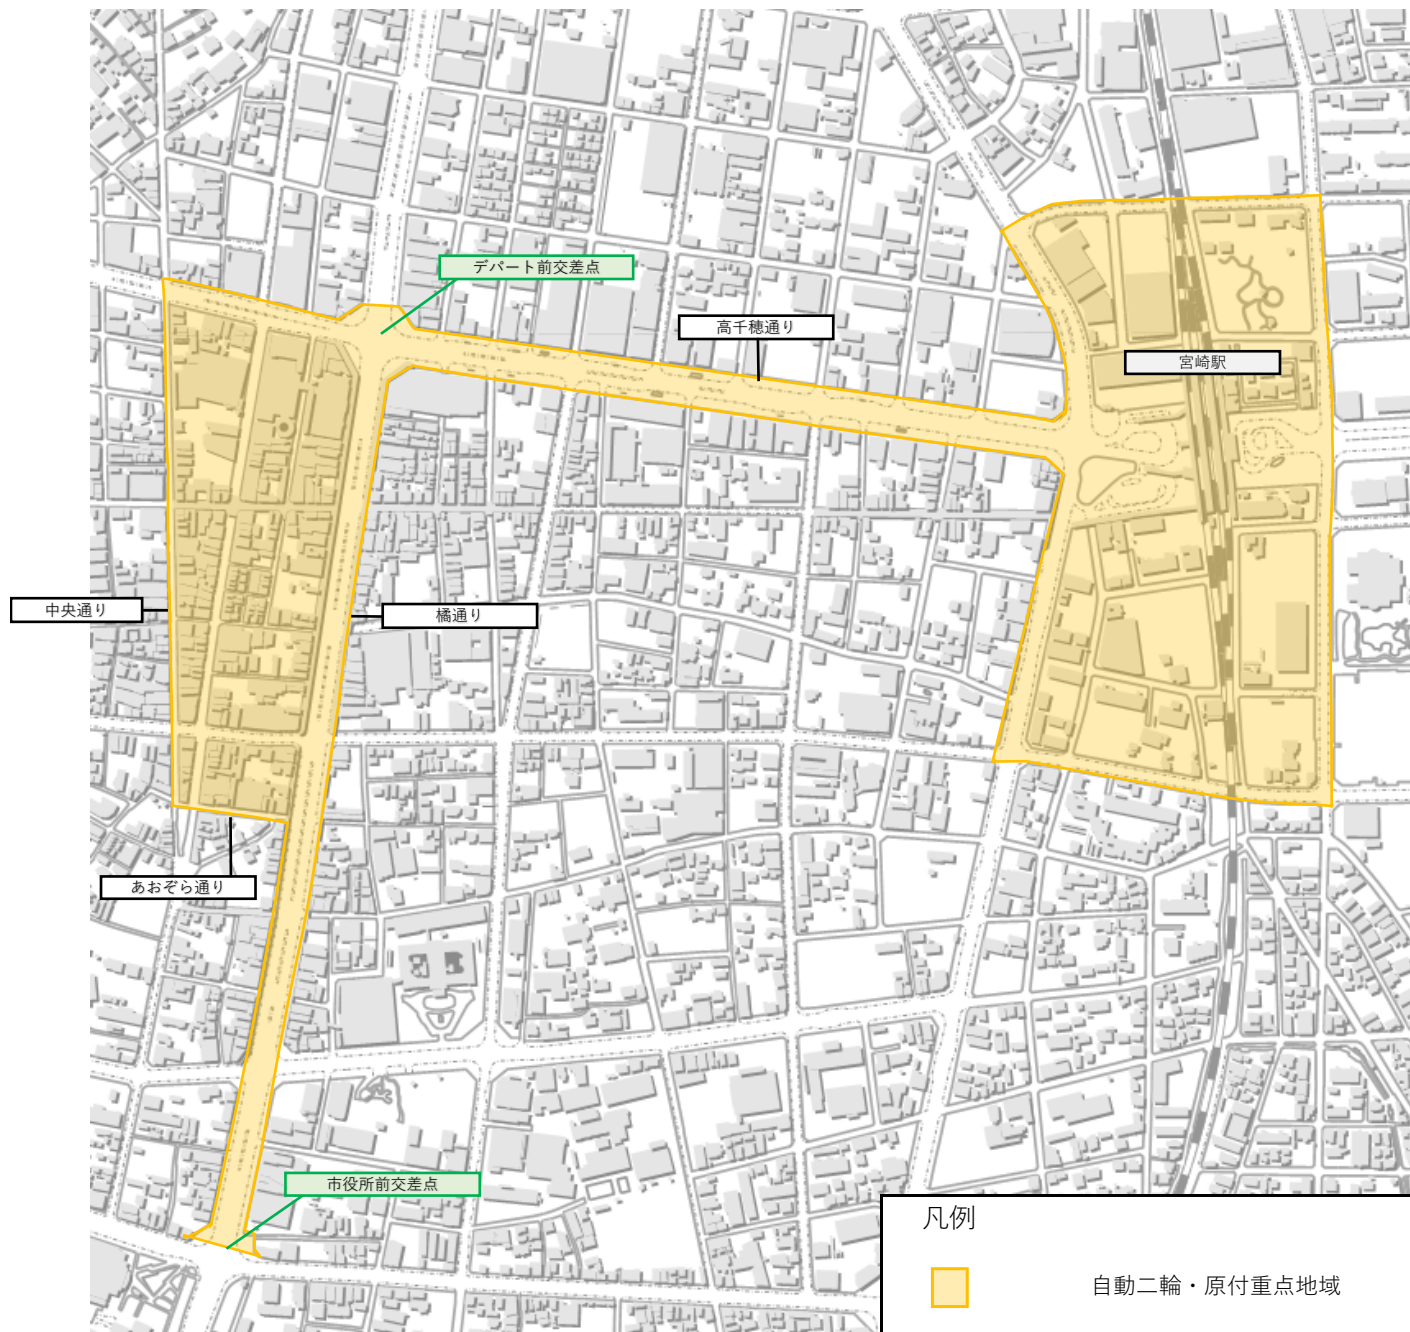 デパート前交差点
高千穂通り
宮崎駅
中央通り
橘通り
あおぞら通り
市役所前交差点
凡例
自動二輪・原付重点地域